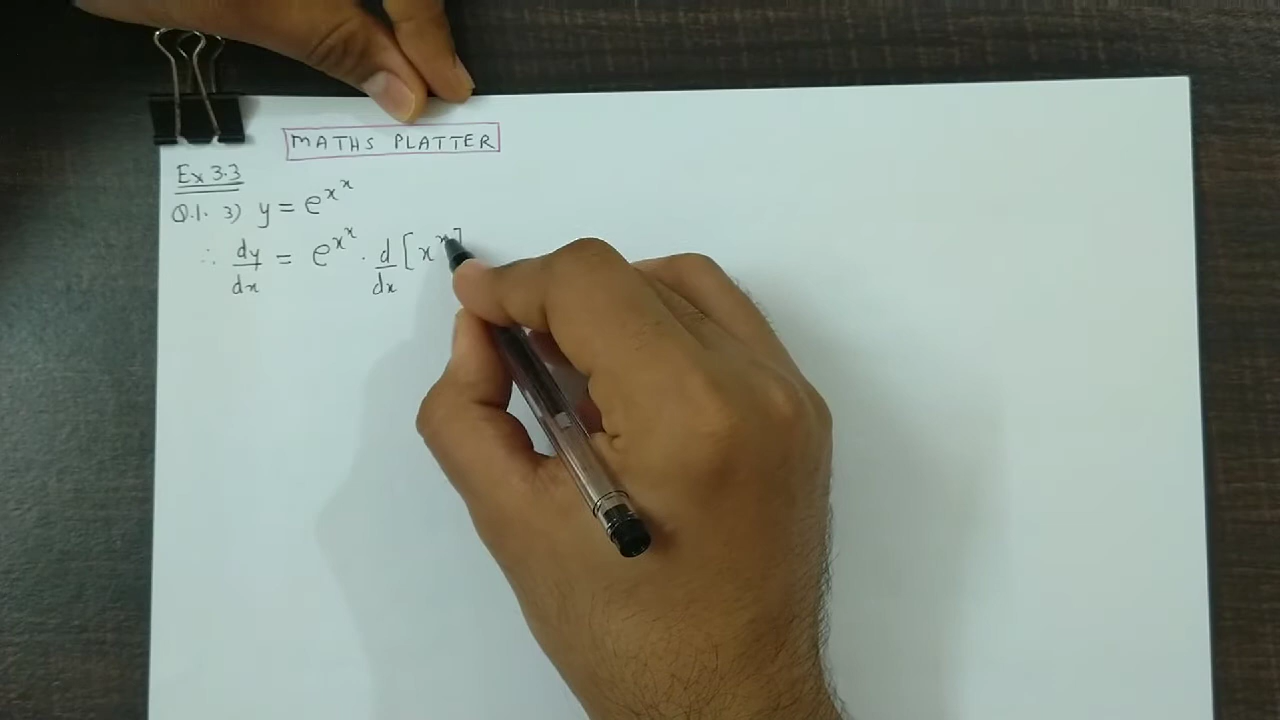 MATHS PLATTER
Ex 3.3
Q.1. 3) y = e^{x^x}
∴ dy/dx = e^{x^x} · d/dx [x^x]